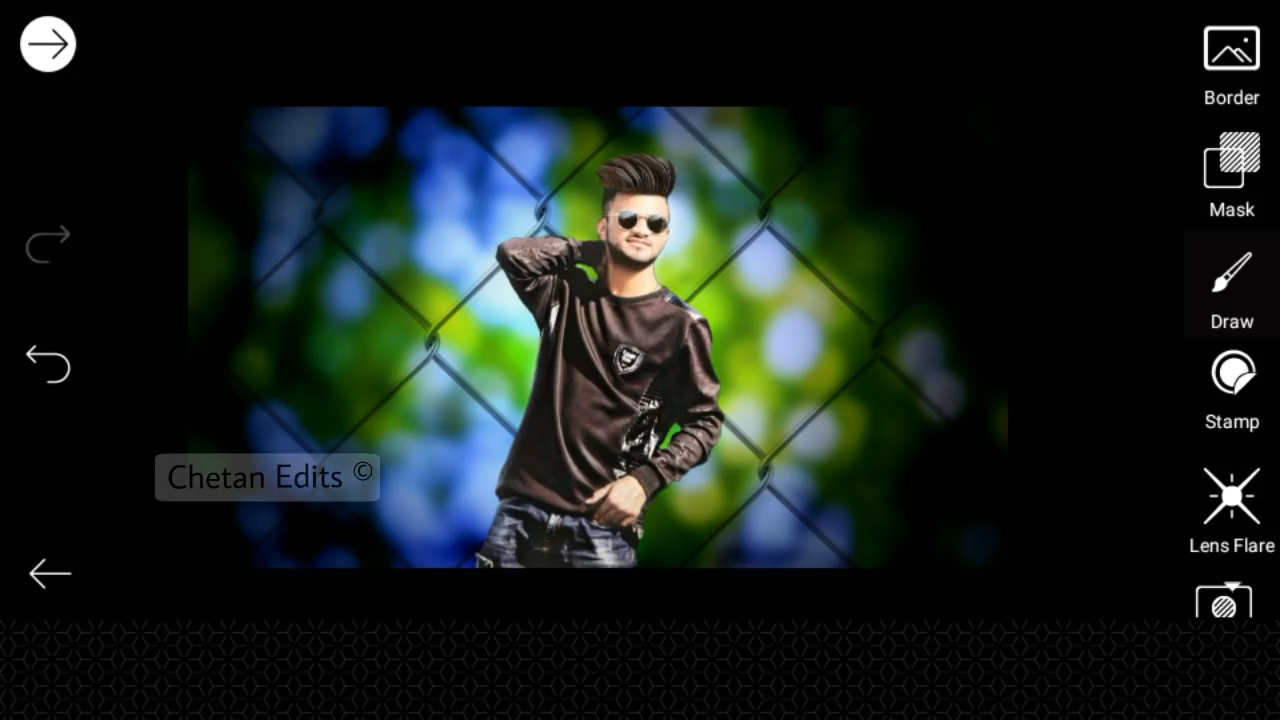 Border
Mask
Draw
Stamp
Chetan Edits ©
Lens Flare